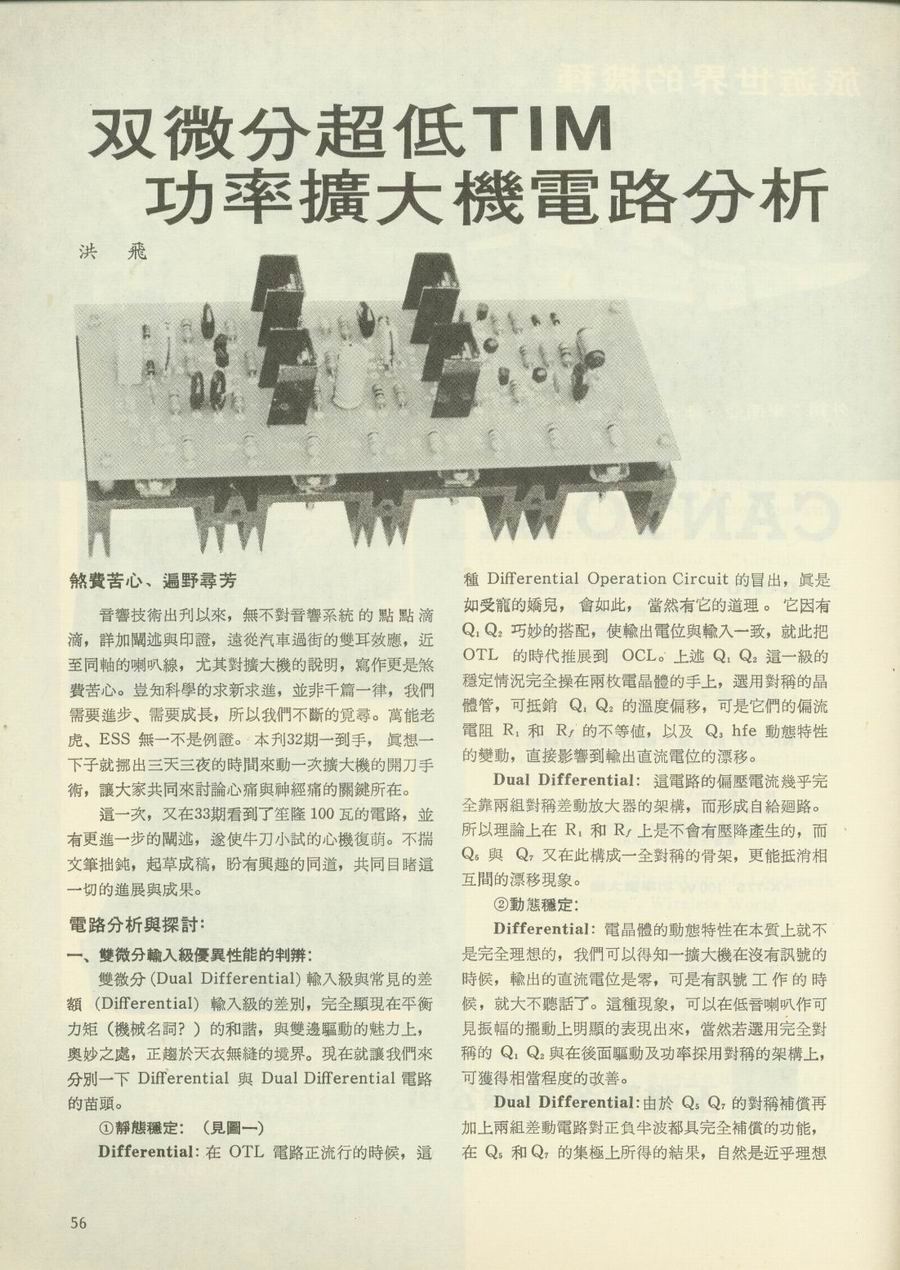 双微分超低TIM
功率擴大機電路分析
洪 飛
煞費苦心、遍野尋芳
音響技術出刊以來，無不對音響系統的點點滴
滴，詳加闡述與印證，遠從汽車過街的雙耳效應，近
至同軸的喇叭線，尤其對擴大機的說明，寫作更是煞
費苦心。豈知科學的求新求進，並非千篇一律，我們
需要進步、需要成長，所以我們不斷的覓尋。萬能老
虎、ESS 無一不是例證。本刊32期一到手，眞想一
下子就挪出三天三夜的時間來動一次擴大機的開刀手
術，讓大家共同來討論心痛與神經痛的關鍵所在。
這一次，又在33期看到了笙隆 100 瓦的電路，並
有更進一步的闡述，遂使牛刀小試的心機復萌。不揣
文筆拙鈍，起草成稿，盼有興趣的同道，共同目睹這
一切的進展與成果。
電路分析與探討：
一、雙微分輸入級優異性能的判辨：
雙微分 (Dual Differential) 輸入級與常見的差
額 (Differential) 輸入級的差別，完全顯現在平衡
力矩（機械名詞？）的和諧，與雙邊驅動的魅力上，
奧妙之處，正趨於天衣無縫的境界。現在就讓我們來
分別一下 Differential 與 Dual Differential 電路
的苗頭。
①靜態穩定：（見圖一）
Differential：在 OTL 電路正流行的時候，這
種 Differential Operation Circuit 的冒出，眞是
如受寵的嬌兒，會如此，當然有它的道理。它因有
Q₁ Q₂ 巧妙的搭配，使輸出電位與輸入一致，就此把
OTL 的時代推展到 OCL。上述 Q₁ Q₂ 這一級的
穩定情況完全操在兩枚電晶體的手上，選用對稱的晶
體管，可抵銷 Q₁ Q₂ 的溫度偏移，可是它們的偏流
電阻 R₁ 和 Rf 的不等値，以及 Q₃ hfe 動態特性
的變動，直接影響到輸出直流電位的漂移。
Dual Differential：這電路的偏壓電流幾乎完
全靠兩組對稱差動放大器的架構，而形成自給廻路。
所以理論上在 R₁ 和 Rf 上是不會有壓降產生的，而
Q₅ 與 Q₇ 又在此構成一全對稱的骨架，更能抵消相
互間的漂移現象。
②動態穩定：
Differential：電晶體的動態特性在本質上就不
是完全理想的，我們可以得知一擴大機在沒有訊號的
時候，輸出的直流電位是零，可是有訊號工作的時
候，就大不聽話了。這種現象，可以在低音喇叭作可
見振幅的擺動上明顯的表現出來，當然若選用完全對
稱的 Q₁ Q₂ 與在後面驅動及功率採用對稱的架構上，
可獲得相當程度的改善。
Dual Differential：由於 Q₅ Q₇ 的對稱補償再
加上兩組差動電路對正負半波都具完全補償的功能，
在 Q₅ 和 Q₇ 的集極上所得的結果，自然是近乎理想
56